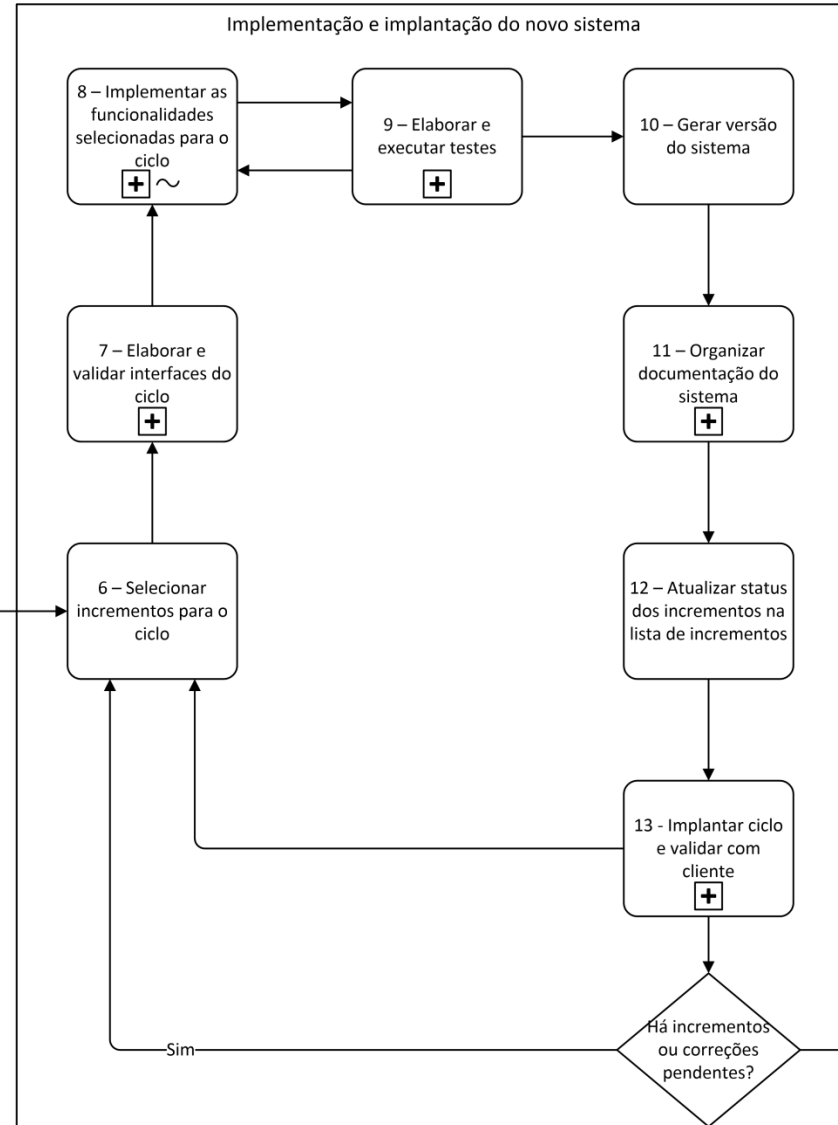 Implementação e implantação do novo sistema
8 – Implementar as
funcionalidades
selecionadas para o
ciclo
9 – Elaborar e
executar testes
10 – Gerar versão
do sistema
7 – Elaborar e
validar interfaces do
ciclo
11 – Organizar
documentação do
sistema
6 – Selecionar
incrementos para o
ciclo
12 – Atualizar status
dos incrementos na
lista de incrementos
13 - Implantar ciclo
e validar com
cliente
Há incrementos
ou correções
pendentes?
Sim